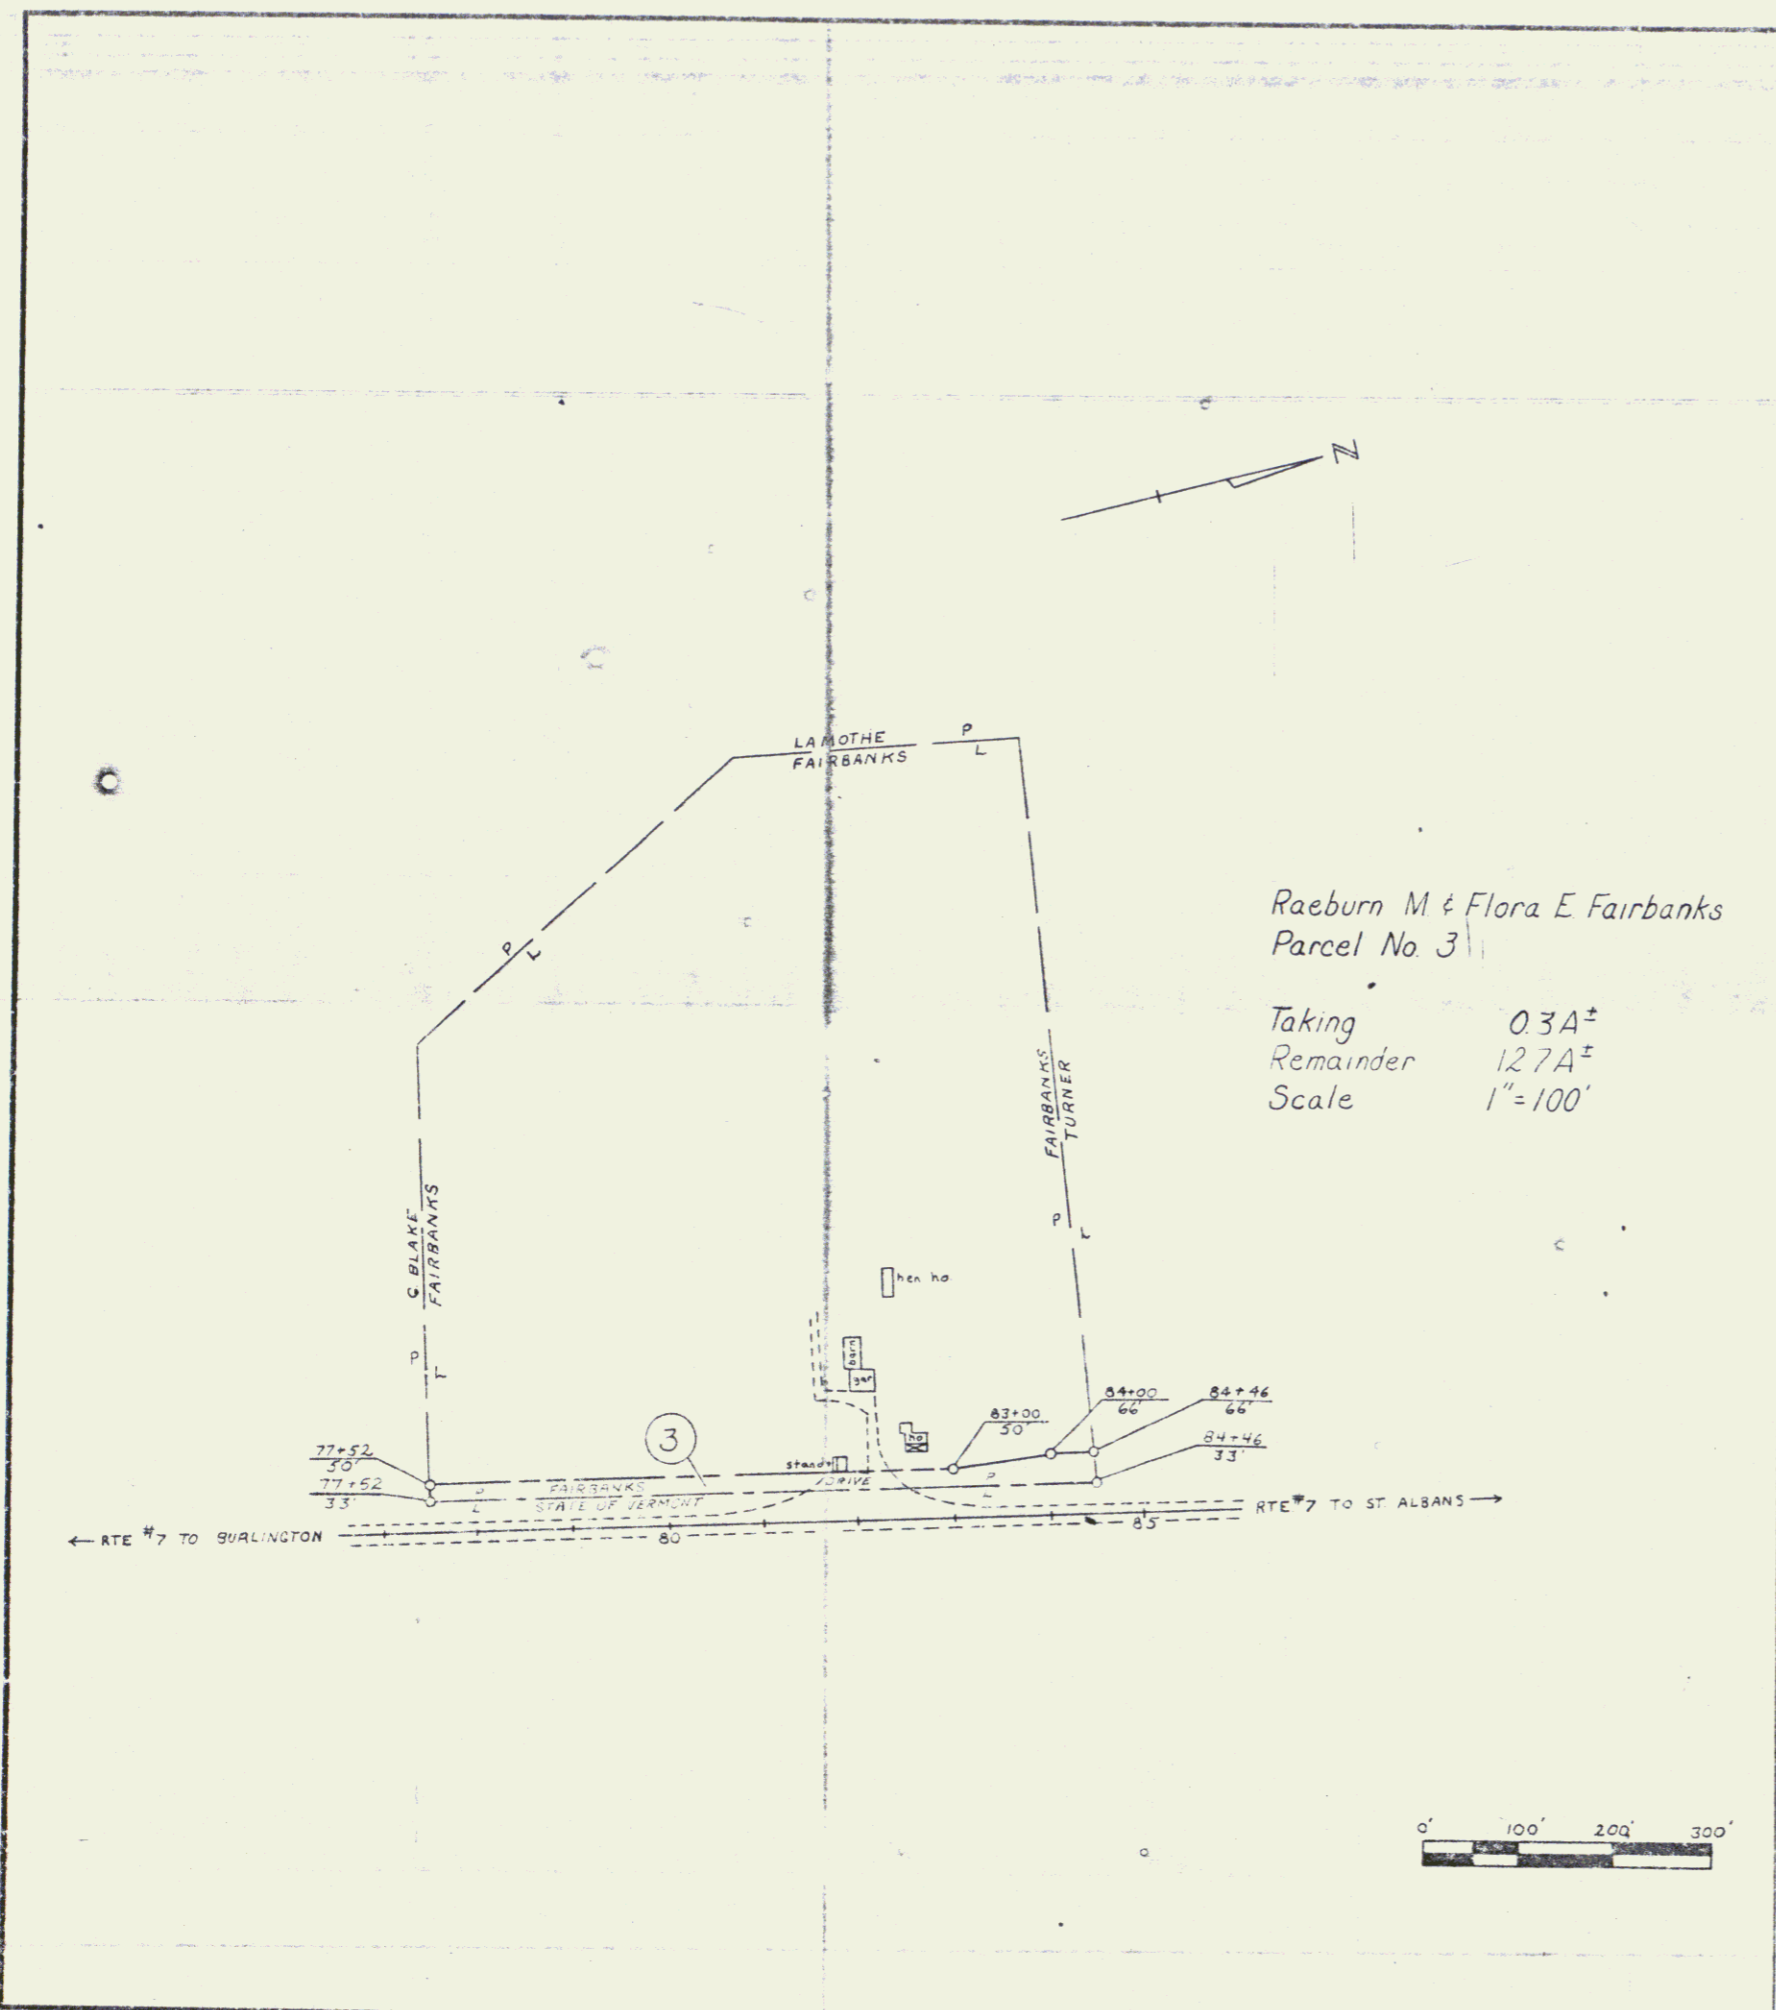 N
LAMOTHE
FAIRBANKS
P
L
P
L
Raeburn M. & Flora E. Fairbanks
Parcel No. 3
Taking 0.3A±
Remainder 12.7A±
Scale 1"=100'
FAIRBANKS
TURNER
P
L
G. BLAKE
FAIRBANKS
P
L
hen ho.
barn
gar
ho
stand
DRIVE
3
77+52
50'
77+52
33'
83+00
50'
84+00
66'
84+46
66'
84+46
33'
P
L
FAIRBANKS
STATE OF VERMONT
P
L
← RTE #7 TO BURLINGTON
80
85
RTE #7 TO ST. ALBANS →
0' 100' 200' 300'